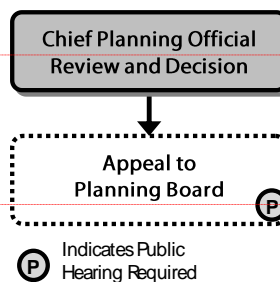 Chief Planning Official
Review and Decision
Appeal to
Planning Board
P
P Indicates Public
Hearing Required